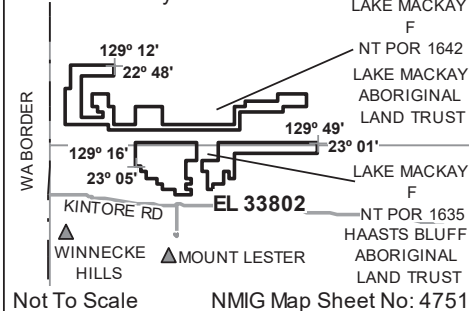 LAKE MACKAY
F
NT POR 1642
LAKE MACKAY
ABORIGINAL
LAND TRUST
129º 12'
22º 48'
WA BORDER
129º 49'
23º 01'
129º 16'
23º 05'
LAKE MACKAY
F
NT POR 1635
HAASTS BLUFF
ABORIGINAL
LAND TRUST
KINTORE RD
EL 33802
WINNECKE
HILLS
MOUNT LESTER
Not To Scale
NMIG Map Sheet No: 4751